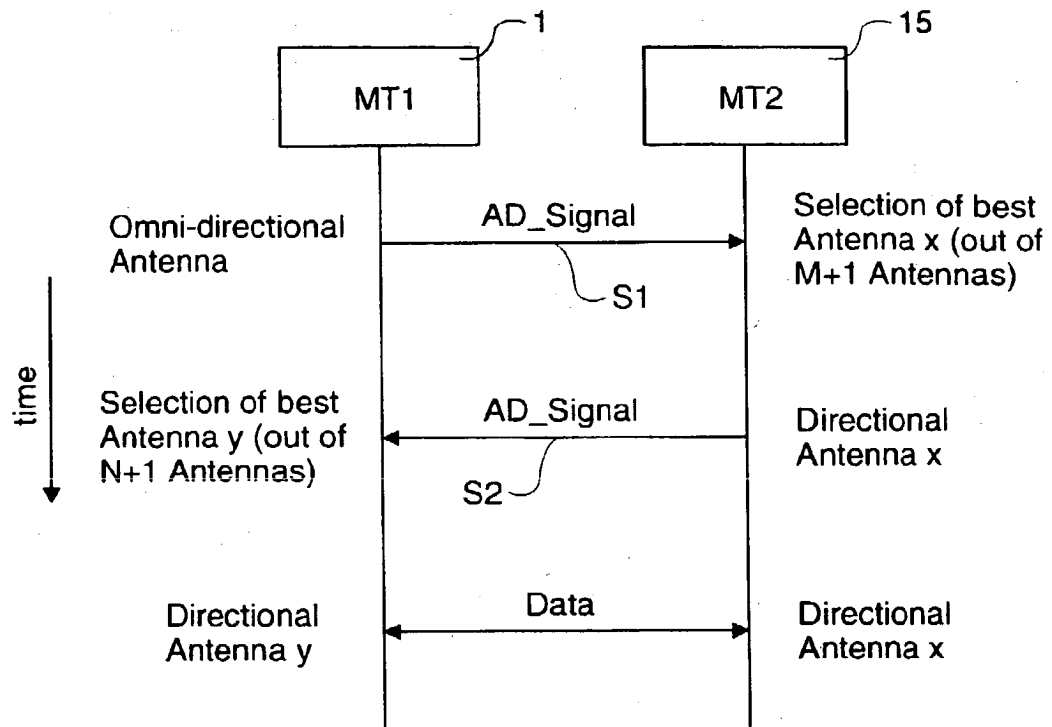 1
15
MT1
MT2
Omni-directional
Antenna
AD_Signal
Selection of best
Antenna x (out of
M+1 Antennas)
S1
time
Selection of best
Antenna y (out of
N+1 Antennas)
AD_Signal
Directional
Antenna x
S2
Directional
Antenna y
Data
Directional
Antenna x